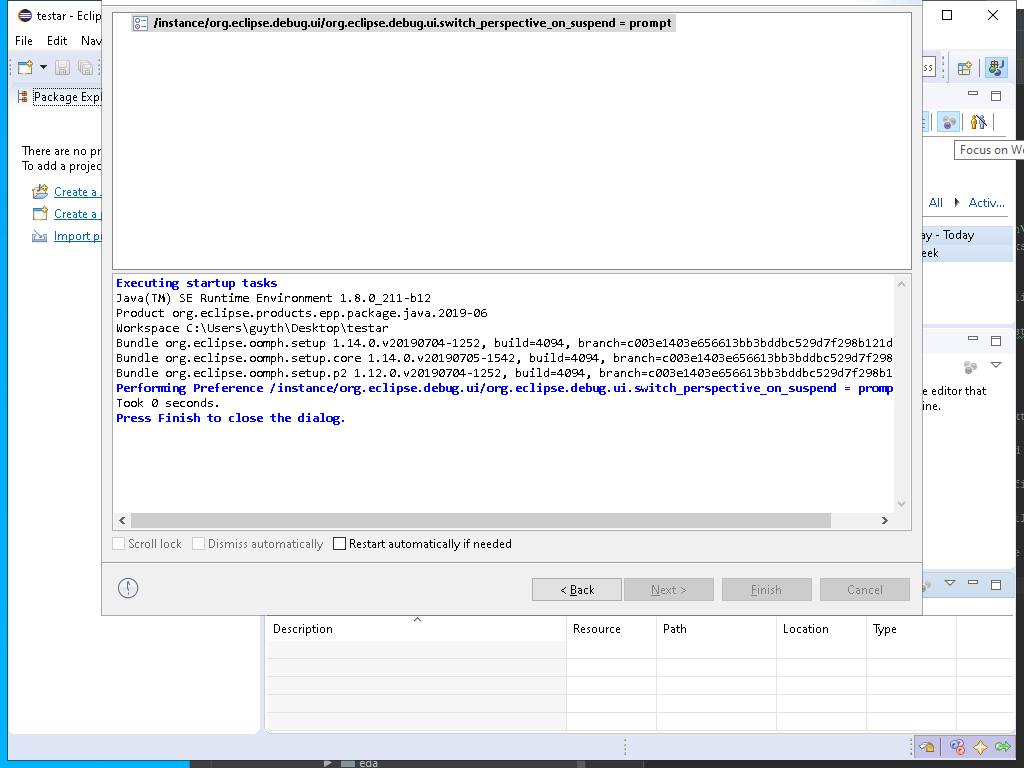 testar - Eclip
/instance/org.eclipse.debug.ui/org.eclipse.debug.ui.switch_perspective_on_suspend = prompt
File Edit Nav
ss
Package Expl
Focus on Wo
There are no pr
To add a projec
Create a
Create a
Import pr
All Activ...
ay - Today
eek
Executing startup tasks
Java(TM) SE Runtime Environment 1.8.0_211-b12
Product org.eclipse.products.epp.package.java.2019-06
Workspace C:\Users\guyth\Desktop\testar
Bundle org.eclipse.oomph.setup 1.14.0.v20190704-1252, build=4094, branch=c003e1403e656613bb3bddbc529d7f298b121d
Bundle org.eclipse.oomph.setup.core 1.14.0.v20190705-1542, build=4094, branch=c003e1403e656613bb3bddbc529d7f298
Bundle org.eclipse.oomph.setup.p2 1.12.0.v20190704-1252, build=4094, branch=c003e1403e656613bb3bddbc529d7f298b1
Performing Preference /instance/org.eclipse.debug.ui/org.eclipse.debug.ui.switch_perspective_on_suspend = promp
Took 0 seconds.
Press Finish to close the dialog.
e editor that
ine.
Scroll lock Dismiss automatically Restart automatically if needed
< Back Next > Finish Cancel
Description Resource Path Location Type
eda